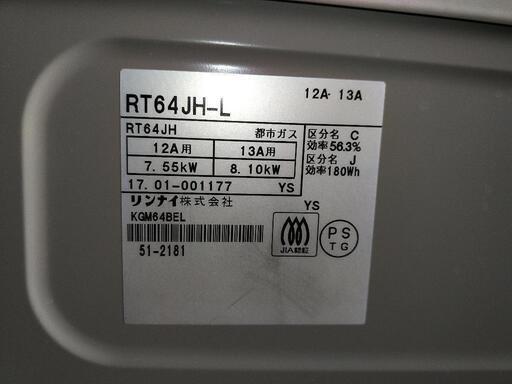 RT64JH-L
12A・13A
RT64JH 都市ガス
12A用 13A用
7.55kW 8.10kW
区分名 C
効率56.3%
区分名 J
効率180Wh
17.01-001177 YS
リンナイ株式会社
YS
KGM64BEL
51-2181
JIA認証
PS
TG